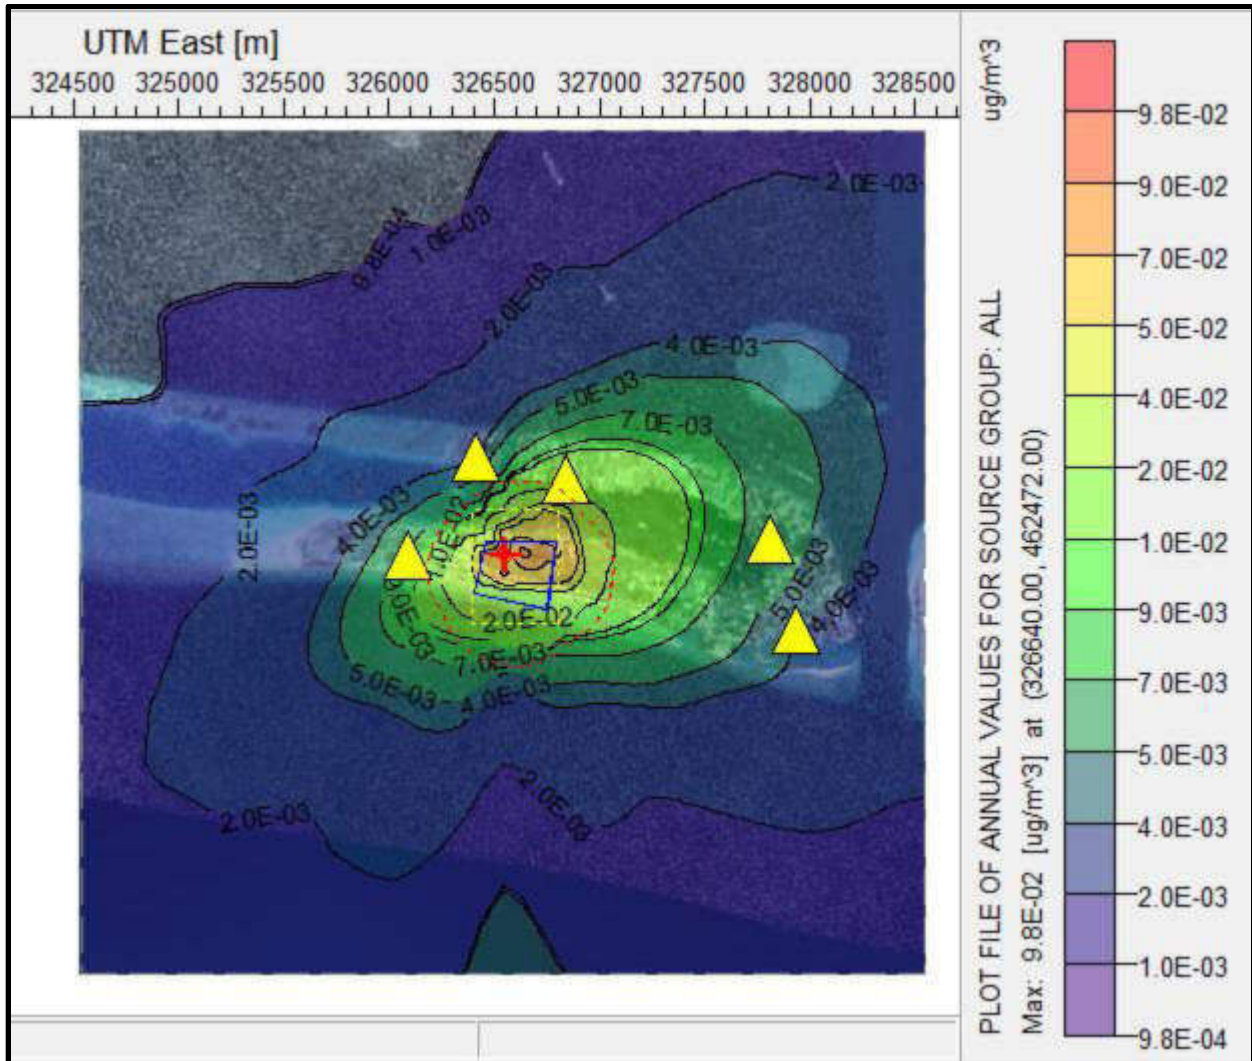 UTM East [m]
324500 325000 325500 326000 326500 327000 327500 328000 328500
2.0E-03
9.8E-04
1.0E-03
2.0E-03
4.0E-03
5.0E-03
7.0E-03
2.0E-03
4.0E-03
1.0E-02
5.0E-03
4.0E-03
2.0E-02
7.0E-03
5.0E-03
4.0E-03
2.0E-03
2.0E-03
PLOT FILE OF ANNUAL VALUES FOR SOURCE GROUP: ALL
ug/m^3
Max: 9.8E-02 [ug/m^3] at (326640.00, 462472.00)
9.8E-02
9.0E-02
7.0E-02
5.0E-02
4.0E-02
2.0E-02
1.0E-02
9.0E-03
7.0E-03
5.0E-03
4.0E-03
2.0E-03
1.0E-03
9.8E-04